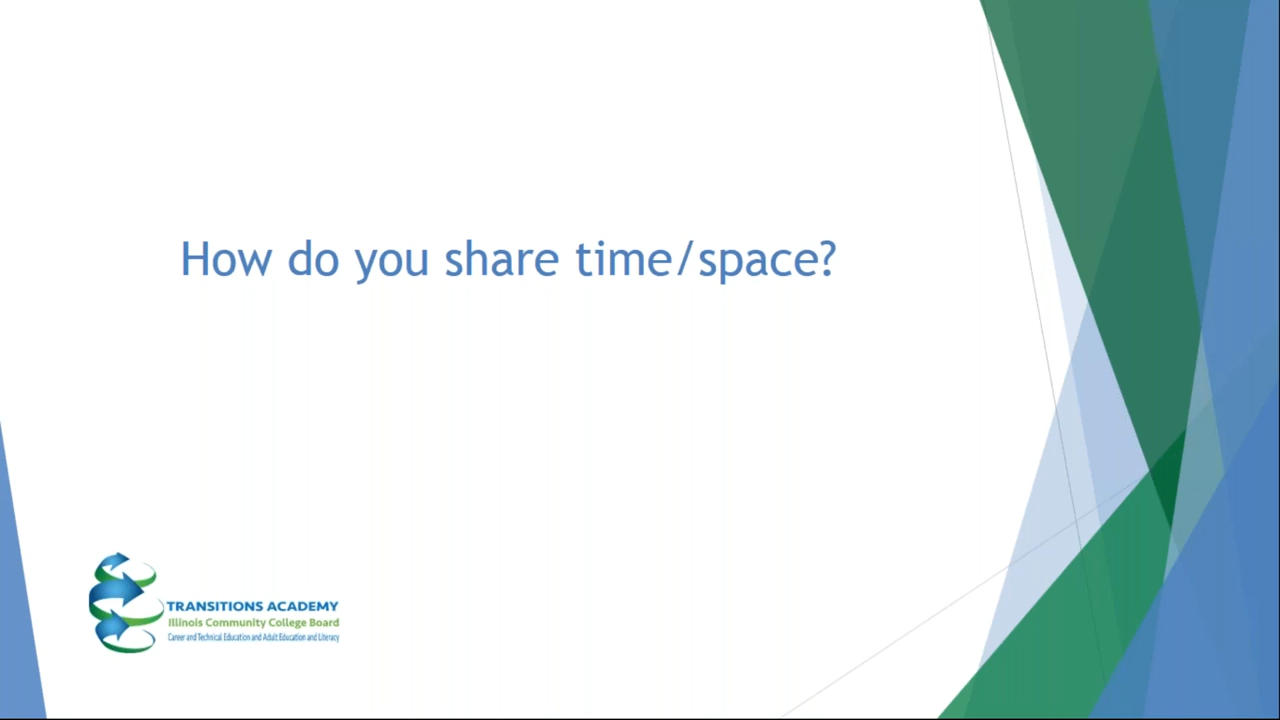 How do you share time/space?
TRANSITIONS ACADEMY
Illinois Community College Board
Career and Technical Education and Adult Education and Literacy